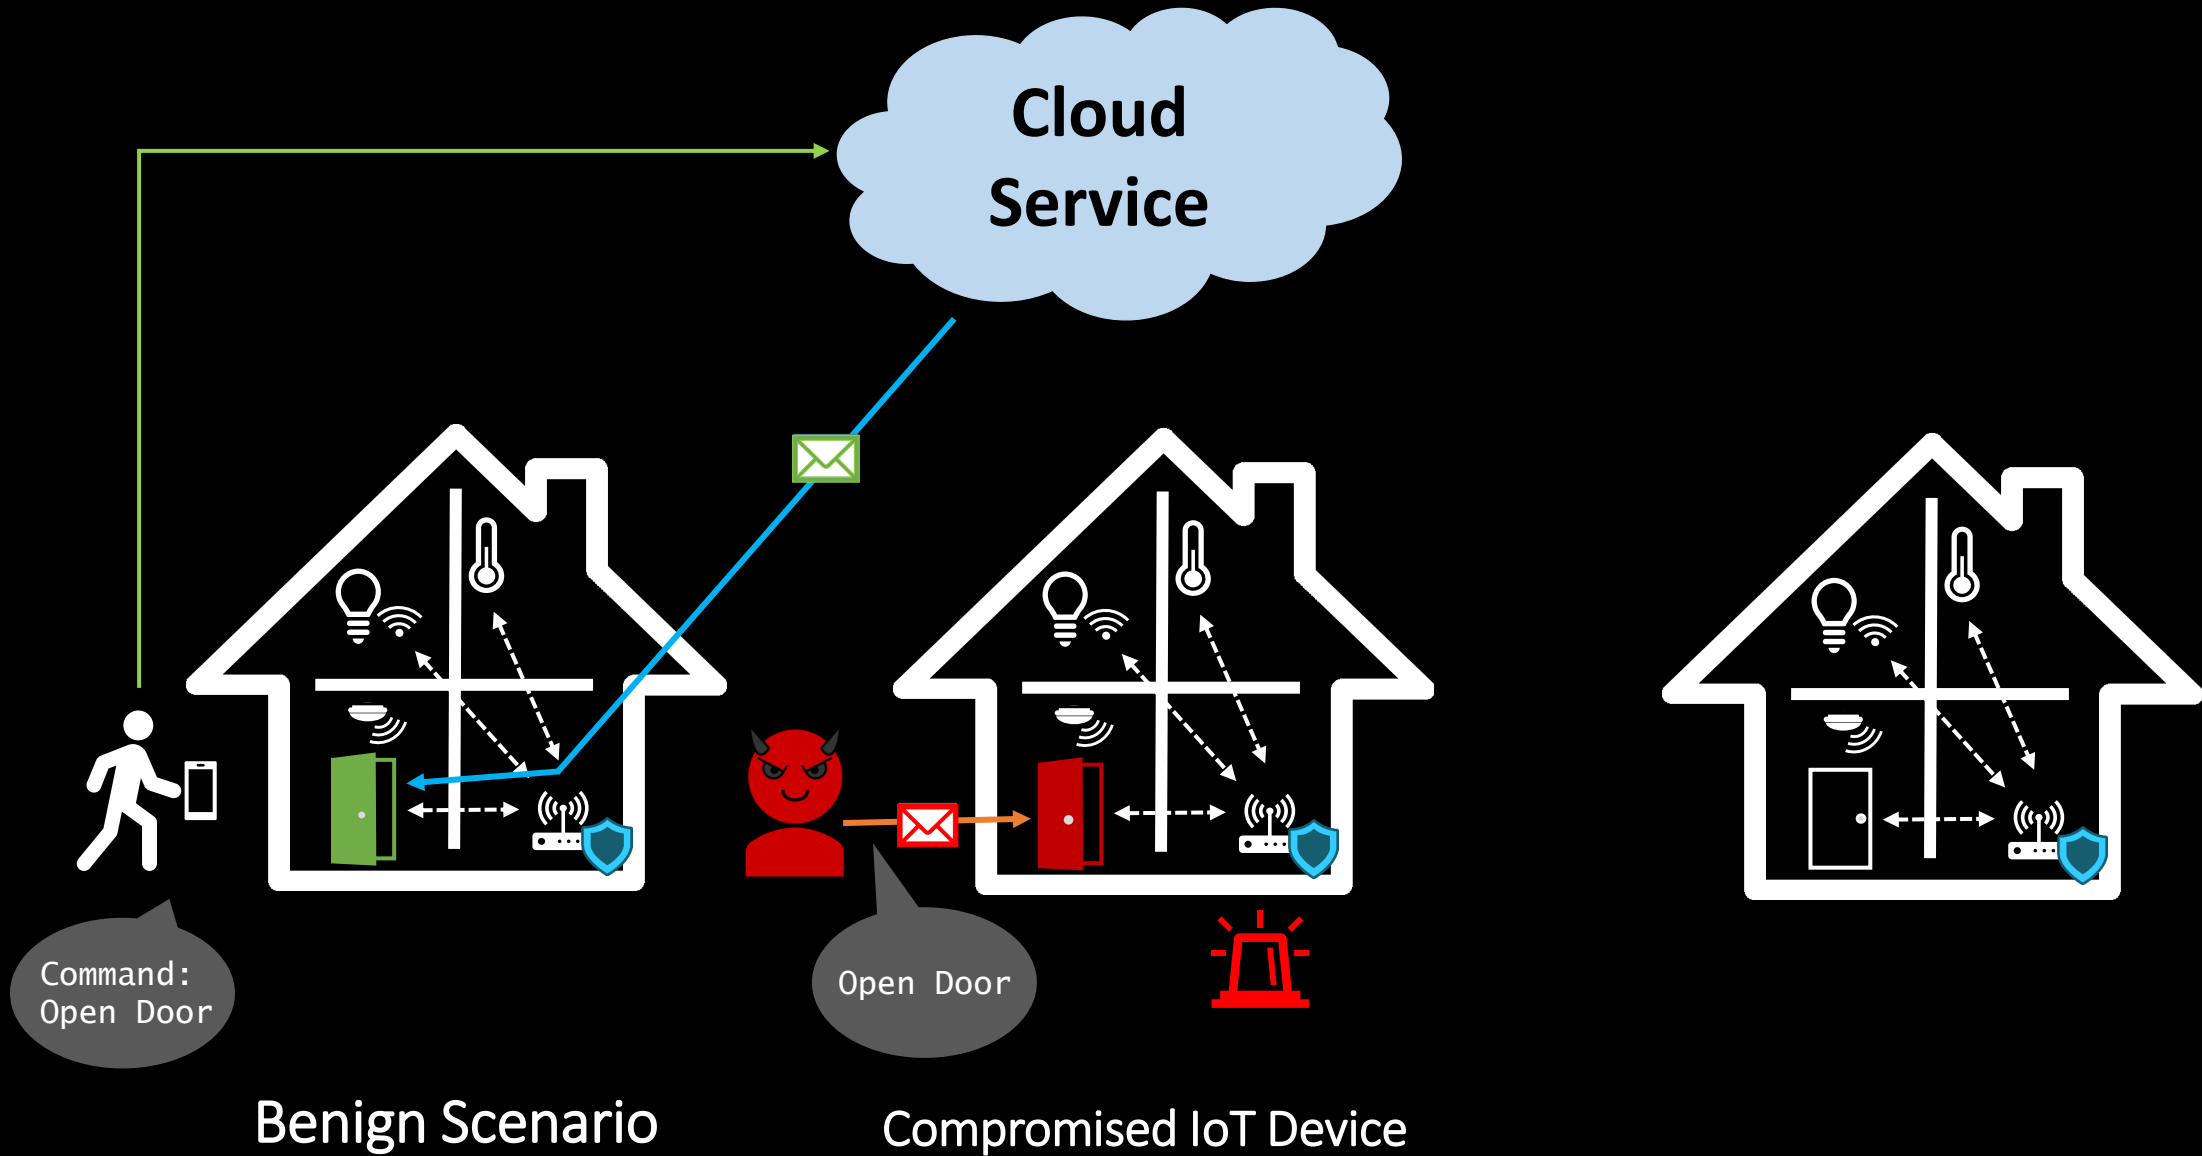 Cloud
Service
Command:
Open Door
Open Door
Benign Scenario
Compromised IoT Device